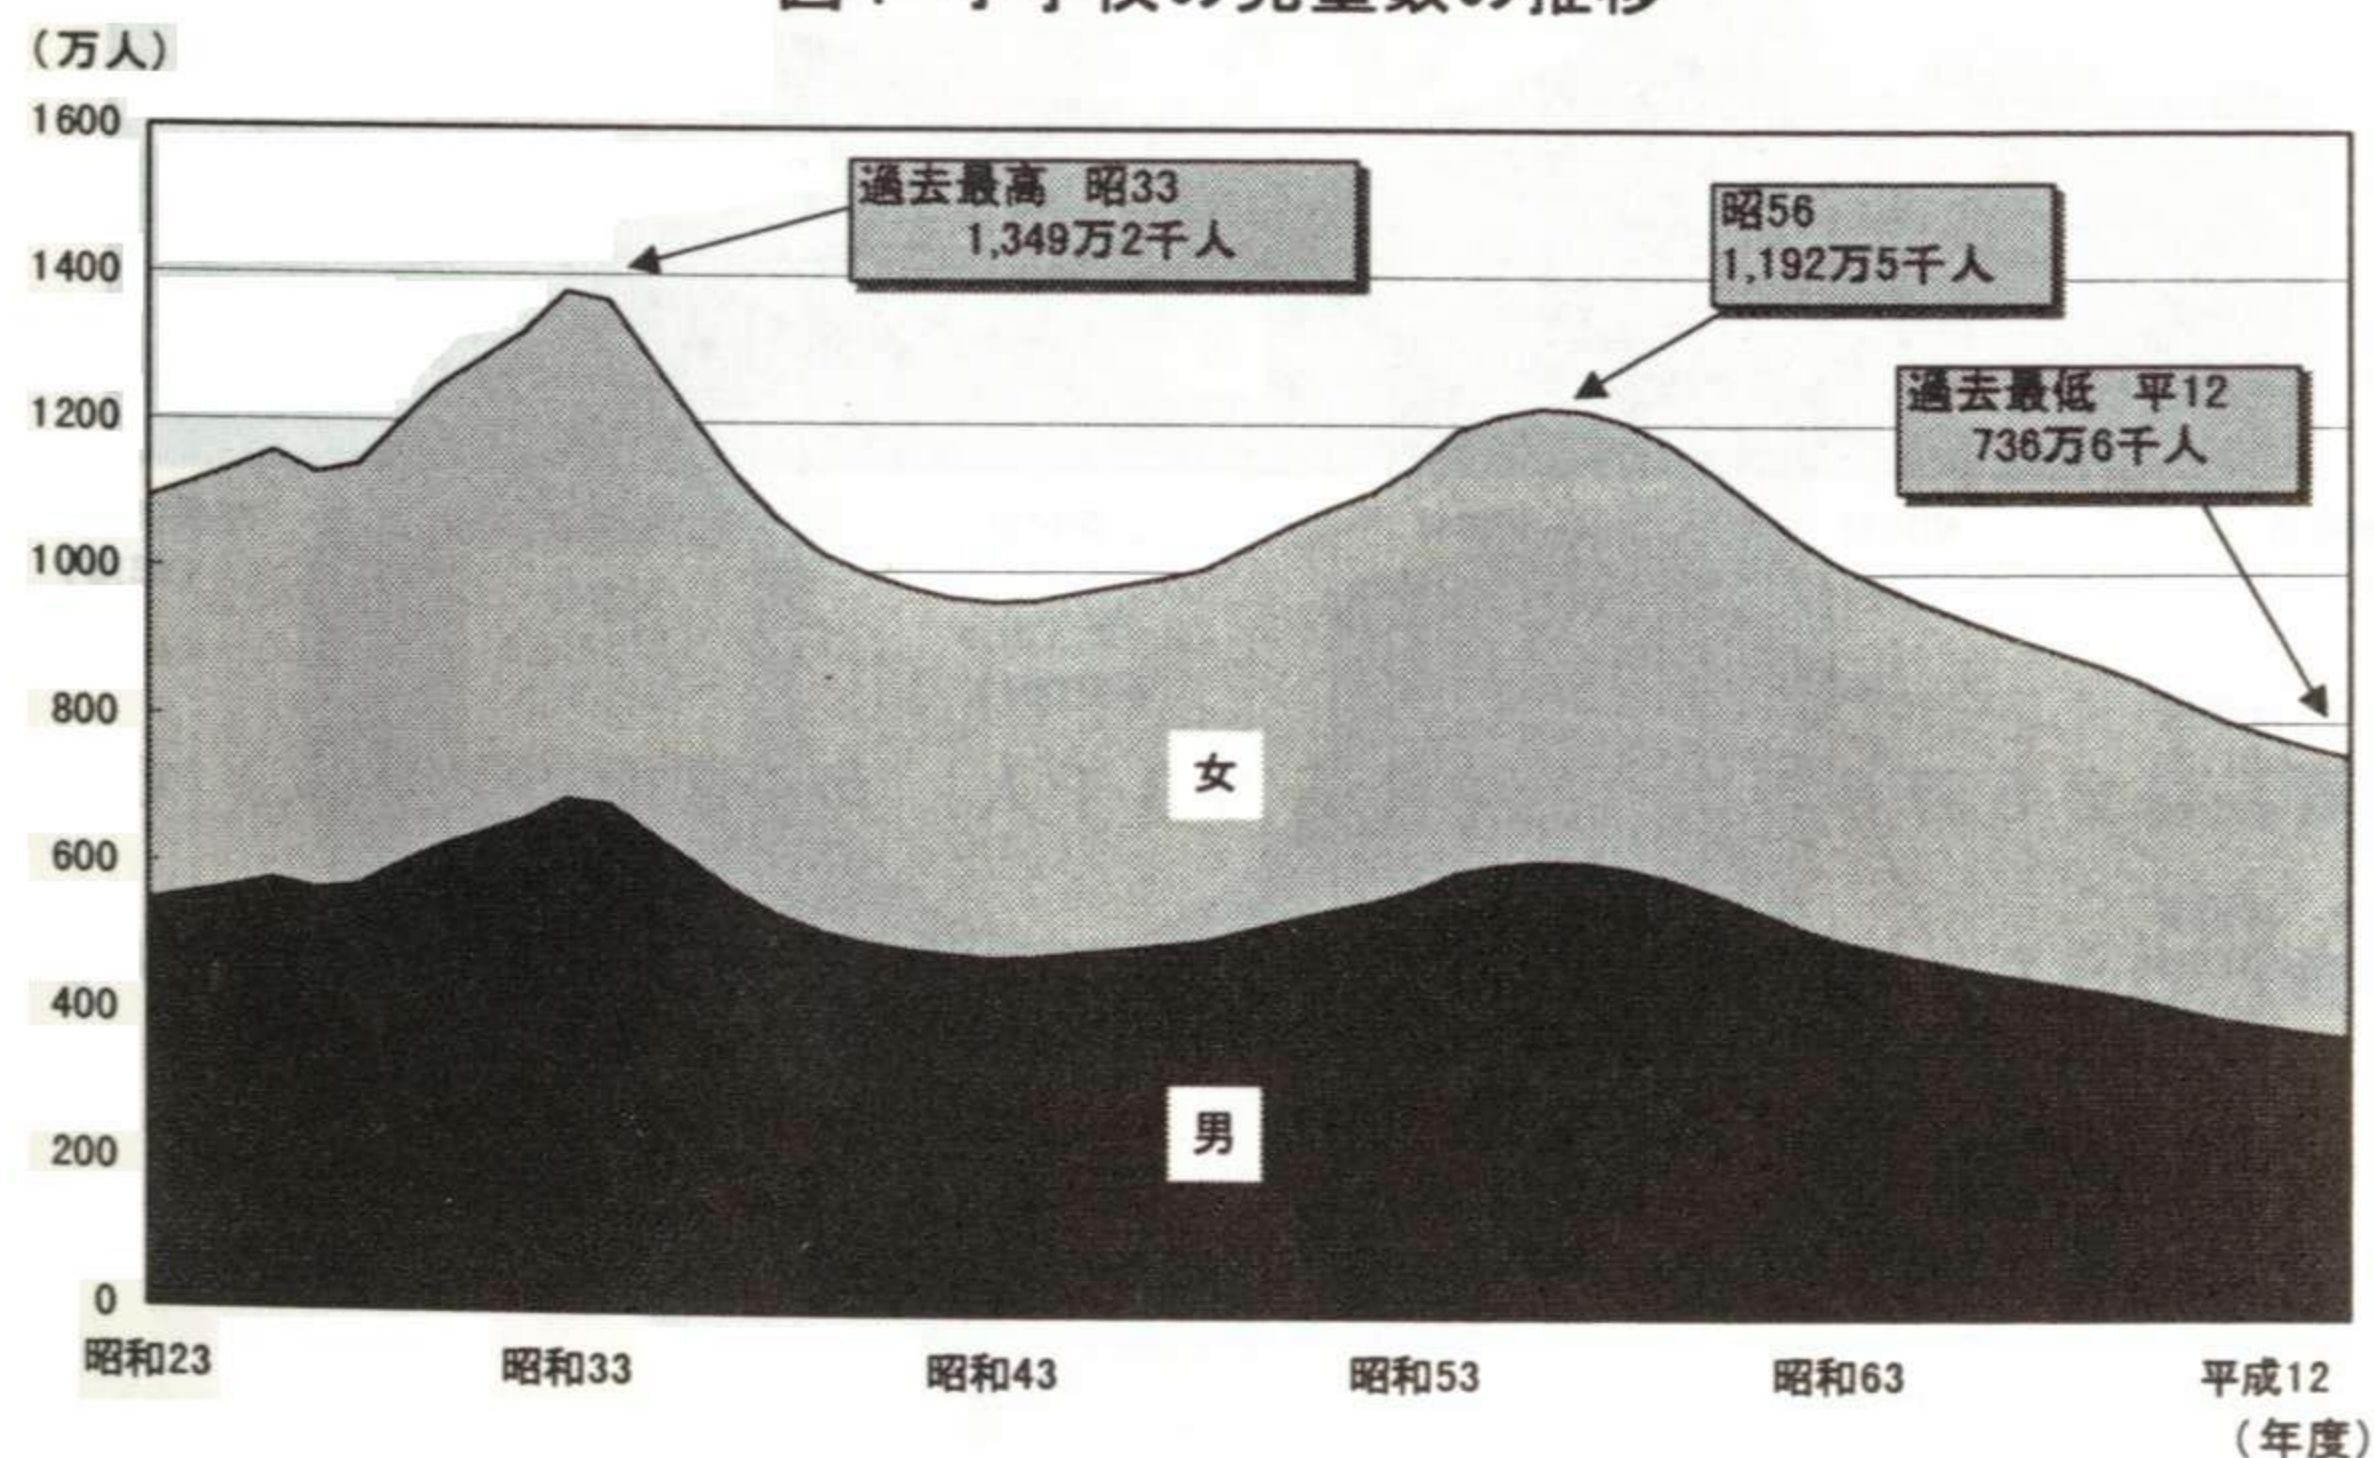 (万人)
1600
1400
1200
1000
800
600
400
200
0
過去最高 昭33
1,349万2千人
昭56
1,192万5千人
過去最低 平12
736万6千人
女
男
昭和23
昭和33
昭和43
昭和53
昭和63
平成12
(年度)